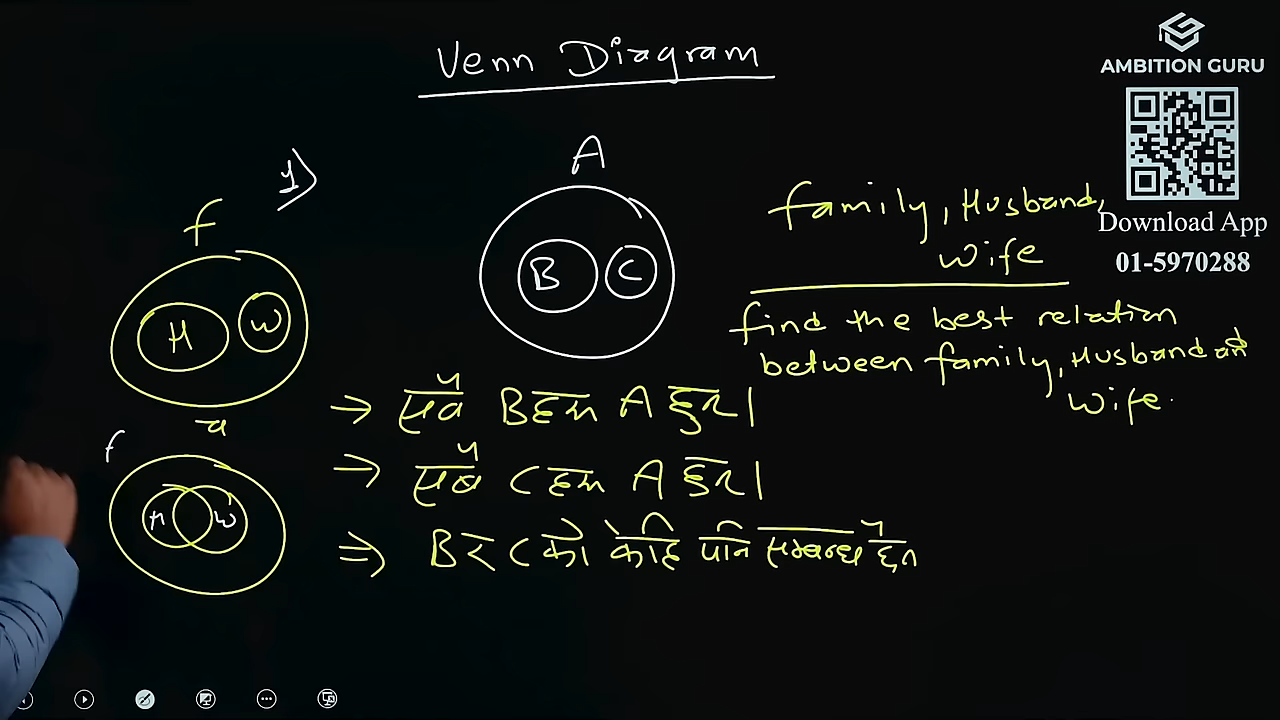 Venn Diagram
AMBITION GURU
Download App
01-5970288
1)
A
B C
family, Husband,
wife
find the best relation
between family, Husband and
wife.
f
H W
f
H W
→ सबै B हरू A हुन्।
⇒ सबै C हरू A हुन्।
⇒ B र C को कोहि पनि सम्बन्ध